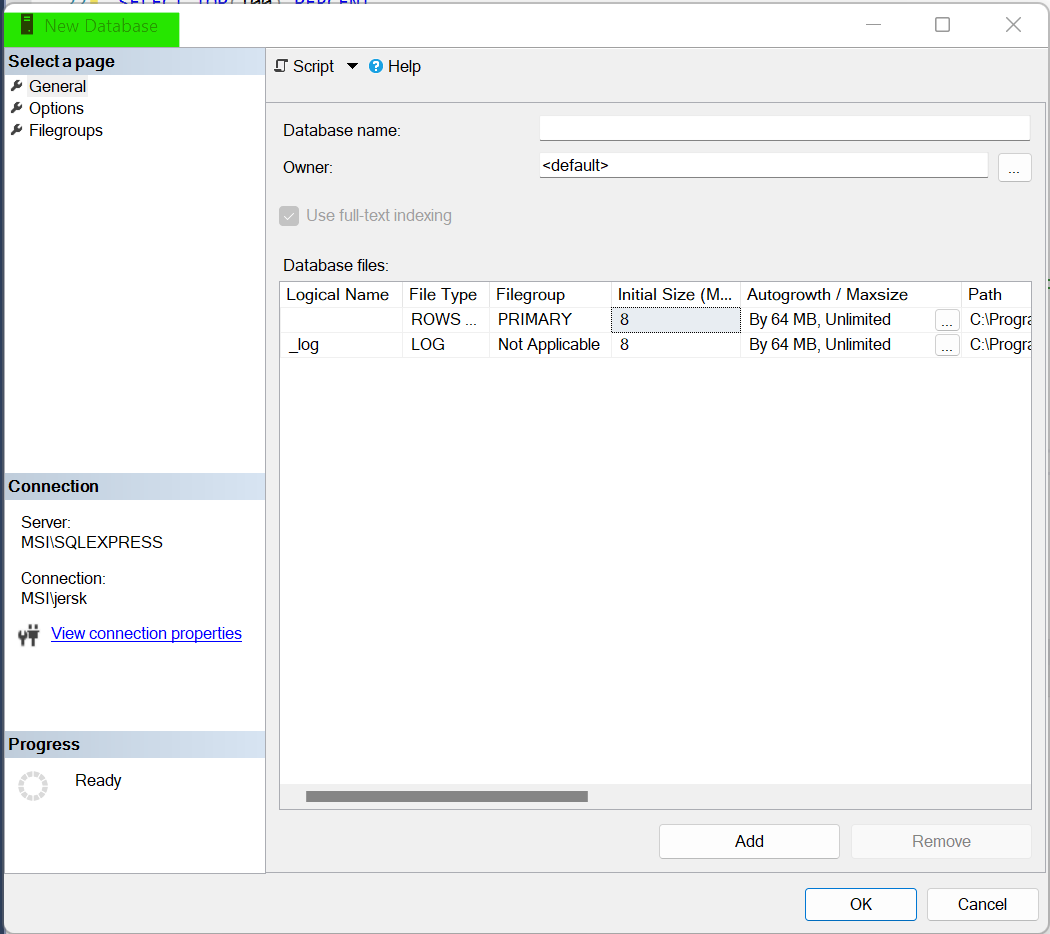 New Database
Select a page
General
Options
Filegroups
Script
Help
Database name:
Owner:
<default>
...
Use full-text indexing
Database files:
Logical Name File Type Filegroup Initial Size (M... Autogrowth / Maxsize Path
ROWS ... PRIMARY 8 By 64 MB, Unlimited ... C:\Progra
_log LOG Not Applicable 8 By 64 MB, Unlimited ... C:\Progra
Connection
Server:
MSI\SQLEXPRESS
Connection:
MSI\jersk
View connection properties
Progress
Ready
Add Remove
OK Cancel